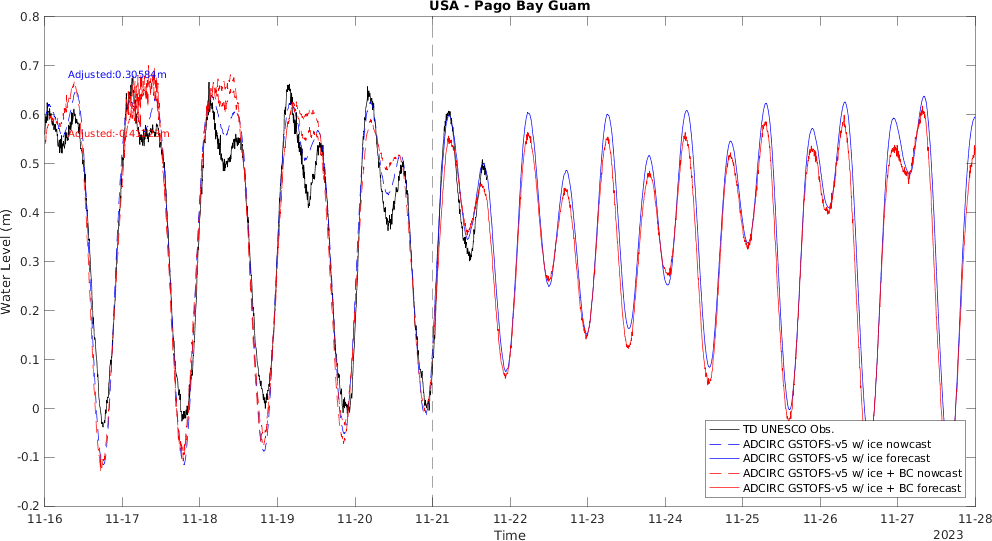 USA - Pago Bay Guam
0.8
0.7
0.6
0.5
0.4
0.3
0.2
0.1
0
-0.1
-0.2
Water Level (m)
Adjusted:0.30584m
TD UNESCO Obs.
ADCIRC GSTOFS-v5 w/ ice nowcast
ADCIRC GSTOFS-v5 w/ ice forecast
ADCIRC GSTOFS-v5 w/ ice + BC nowcast
ADCIRC GSTOFS-v5 w/ ice + BC forecast
11-16 11-17 11-18 11-19 11-20 11-21 11-22 11-23 11-24 11-25 11-26 11-27 11-28
Time
2023